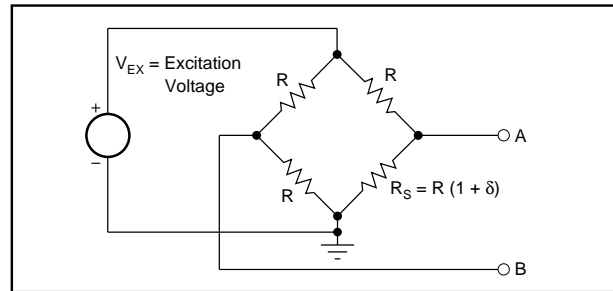 V_EX = Excitation
Voltage
R
R
+
−
A
R
R_S = R (1 + δ)
B